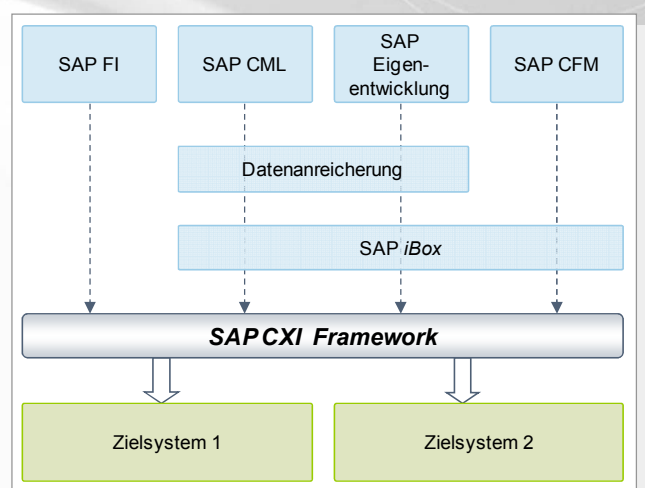 SAP FI
SAP CML
SAP
Eigen-
entwicklung
SAP CFM
Datenanreicherung
SAP iBox
SAP CXI Framework
Zielsystem 1
Zielsystem 2